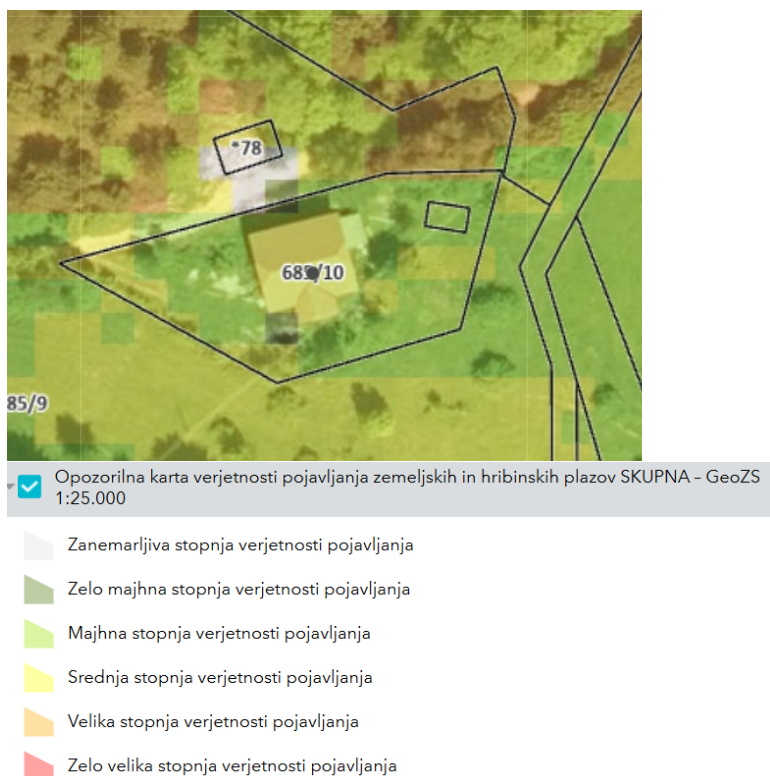 *78
685/10
85/9
Opozorilna karta verjetnosti pojavljanja zemeljskih in hribinskih plazov SKUPNA – GeoZS
1:25.000
Zanemarljiva stopnja verjetnosti pojavljanja
Zelo majhna stopnja verjetnosti pojavljanja
Majhna stopnja verjetnosti pojavljanja
Srednja stopnja verjetnosti pojavljanja
Velika stopnja verjetnosti pojavljanja
Zelo velika stopnja verjetnosti pojavljanja